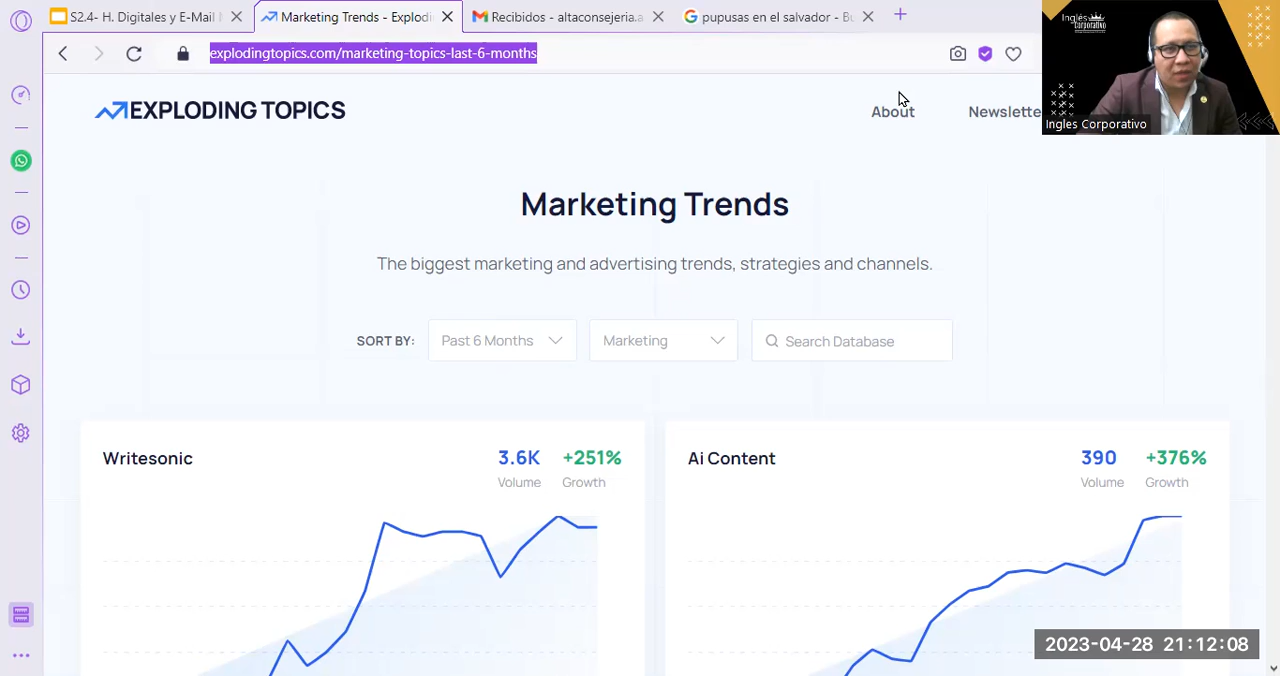 S2.4- H. Digitales y E-Mail
Marketing Trends - Explodi
Recibidos - altaconsejeria.a
pupusas en el salvador - Bu
explodingtopics.com/marketing-topics-last-6-months
Inglés
Corporativo
Ingles Corporativo
EXPLODING TOPICS
About
Newslette
Marketing Trends
The biggest marketing and advertising trends, strategies and channels.
SORT BY:
Past 6 Months
Marketing
Search Database
Writesonic
3.6K
+251%
Volume
Growth
Ai Content
390
+376%
Volume
Growth
2023-04-28 21:12:08